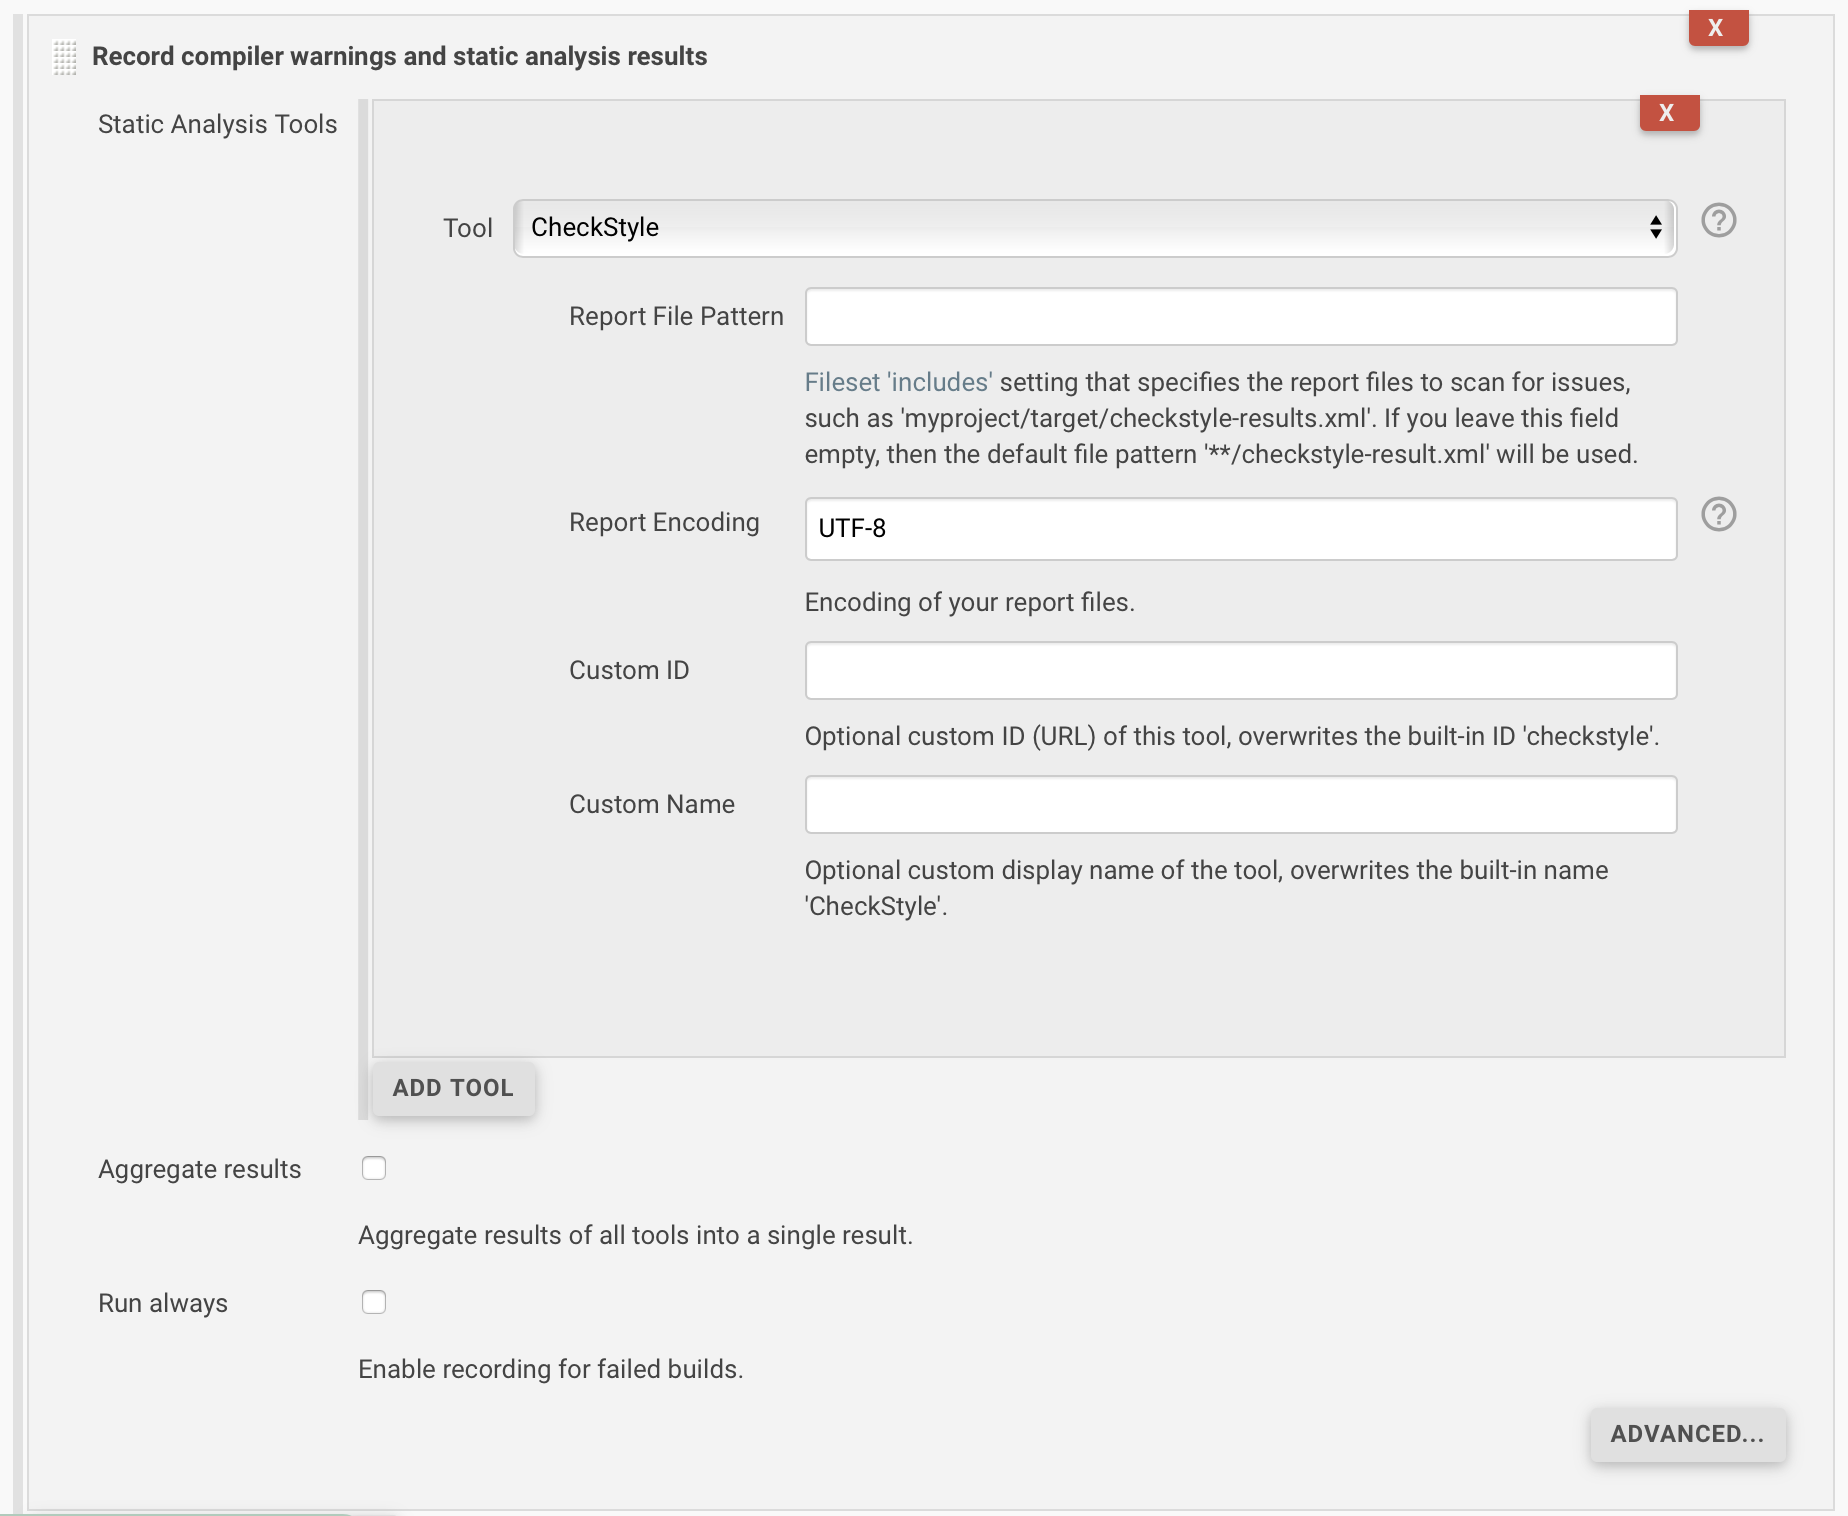 X
Record compiler warnings and static analysis results
Static Analysis Tools
X
Tool
CheckStyle
Report File Pattern
Fileset 'includes' setting that specifies the report files to scan for issues,
such as 'myproject/target/checkstyle-results.xml'. If you leave this field
empty, then the default file pattern '**/checkstyle-result.xml' will be used.
Report Encoding
UTF-8
Encoding of your report files.
Custom ID
Optional custom ID (URL) of this tool, overwrites the built-in ID 'checkstyle'.
Custom Name
Optional custom display name of the tool, overwrites the built-in name
'CheckStyle'.
ADD TOOL
Aggregate results
Aggregate results of all tools into a single result.
Run always
Enable recording for failed builds.
ADVANCED...